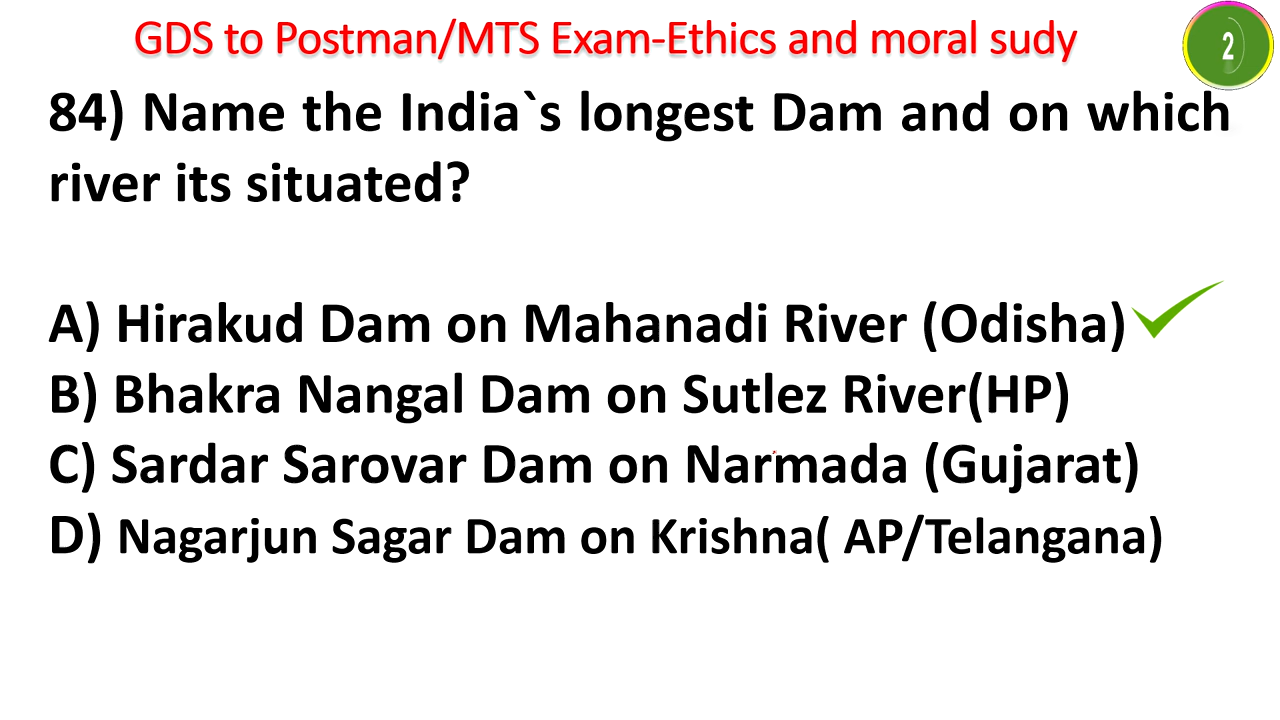 GDS to Postman/MTS Exam-Ethics and moral sudy
2
84) Name the India`s longest Dam and on which
river its situated?
A) Hirakud Dam on Mahanadi River (Odisha)
B) Bhakra Nangal Dam on Sutlez River(HP)
C) Sardar Sarovar Dam on Narmada (Gujarat)
D) Nagarjun Sagar Dam on Krishna( AP/Telangana)